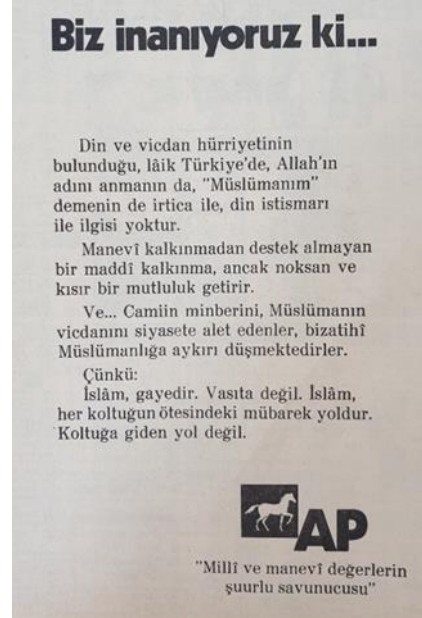 Biz inanıyoruz ki...
Din ve vicdan hürriyetinin
bulunduğu, lâik Türkiye'de, Allah'ın
adını anmanın da, "Müslümanım"
demenin de irtica ile, din istismarı
ile ilgisi yoktur.
Manevî kalkınmadan destek almayan
bir maddî kalkınma, ancak noksan ve
kısır bir mutluluk getirir.
Ve... Camiin minberini, Müslümanın
vicdanını siyasete alet edenler, bizatihî
Müslümanlığa aykırı düşmektedirler.
Çünkü:
İslâm, gayedir. Vasıta değil. İslâm,
her koltuğun ötesindeki mübarek yoldur.
Koltuğa giden yol değil.
AP
"Millî ve manevî değerlerin
şuurlu savunucusu"